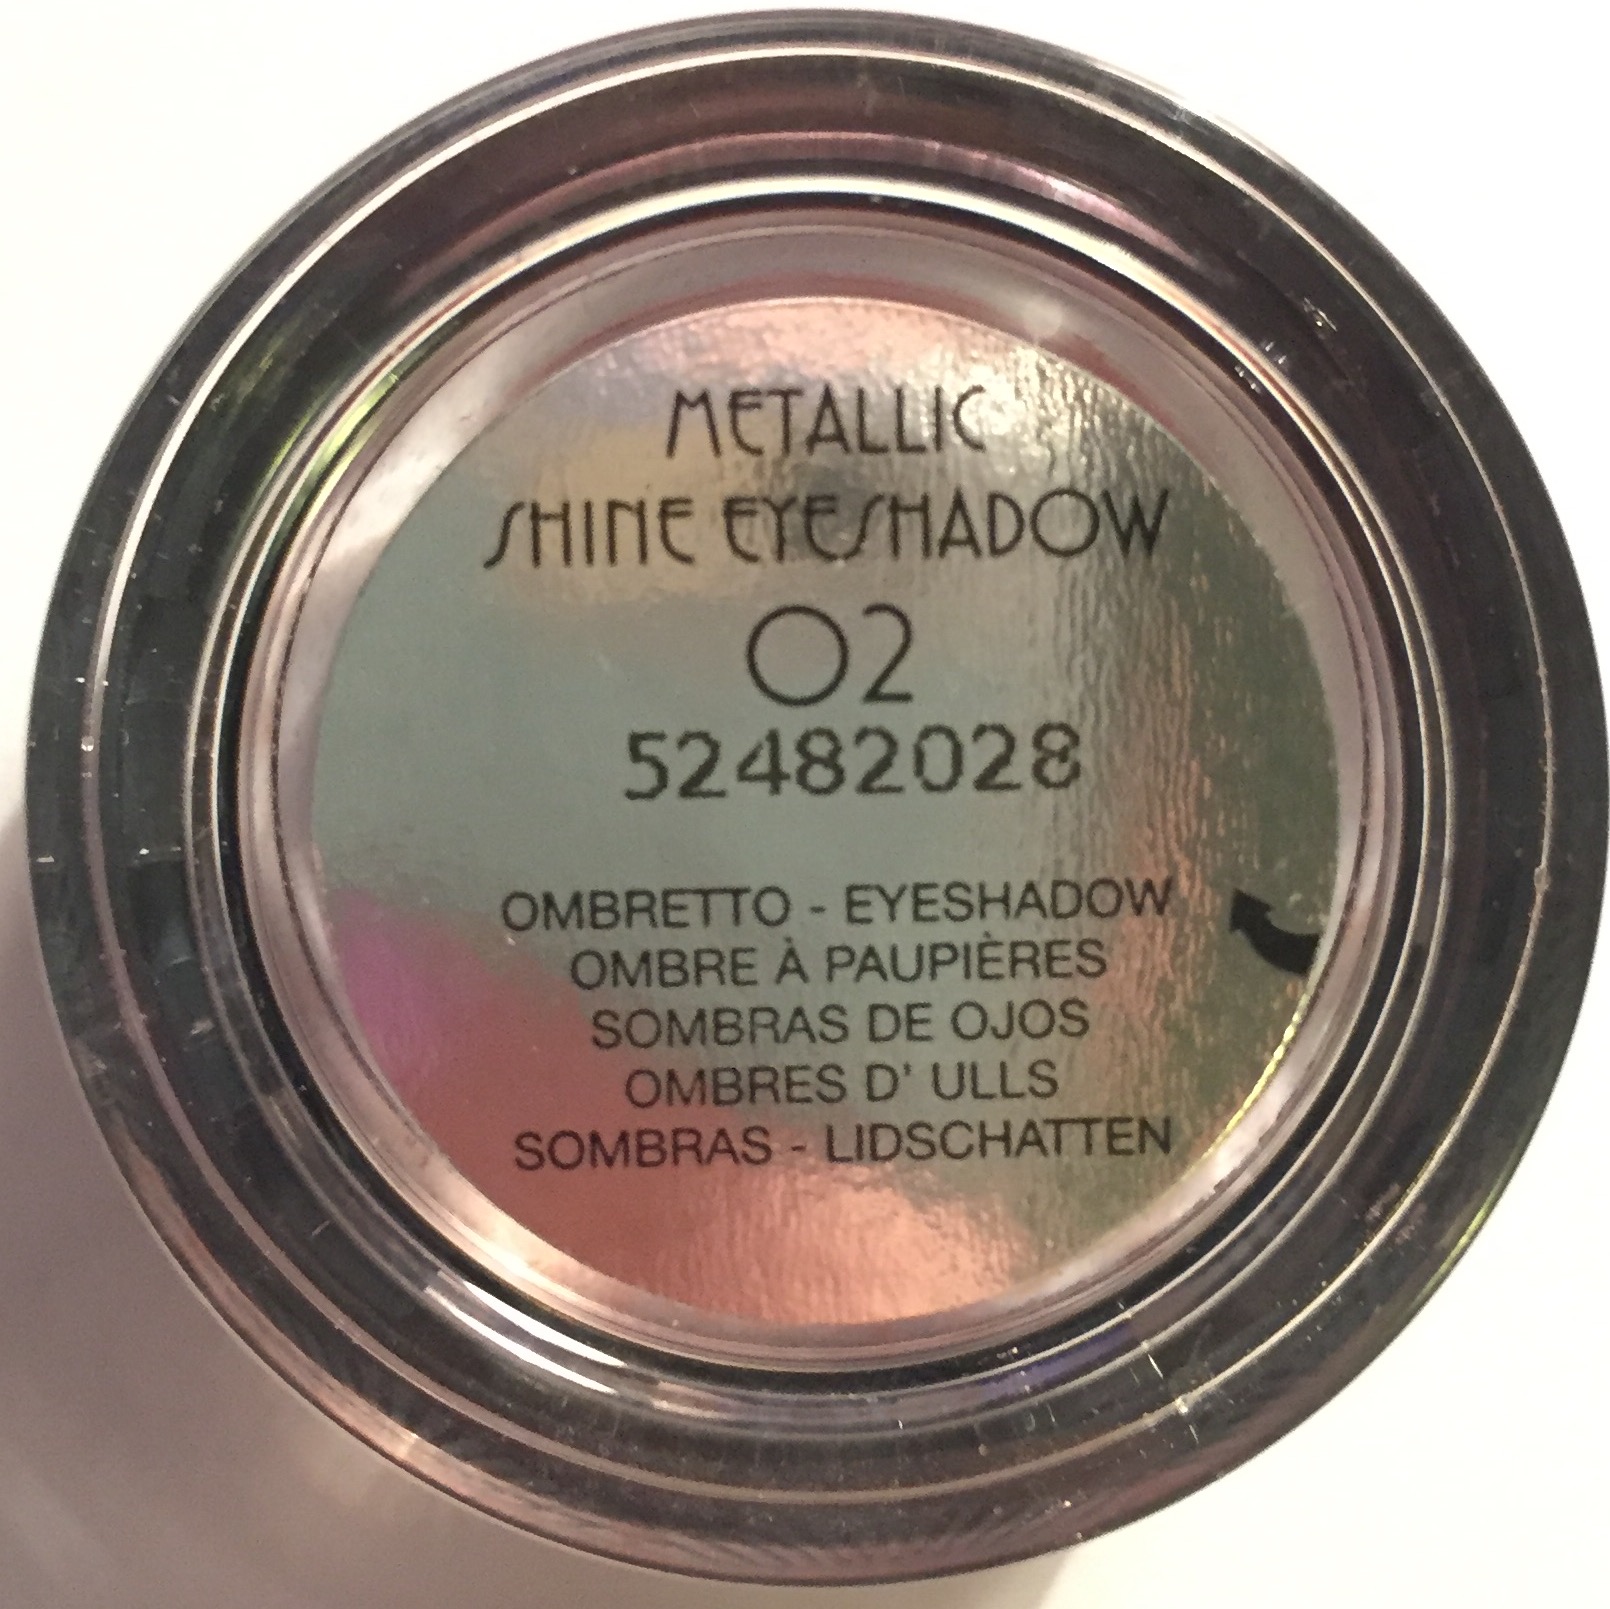 METALLIC
SHINE EYESHADOW
02
52482028
OMBRETTO - EYESHADOW
OMBRE À PAUPIÈRES
SOMBRAS DE OJOS
OMBRES D' ULLS
SOMBRAS - LIDSCHATTEN